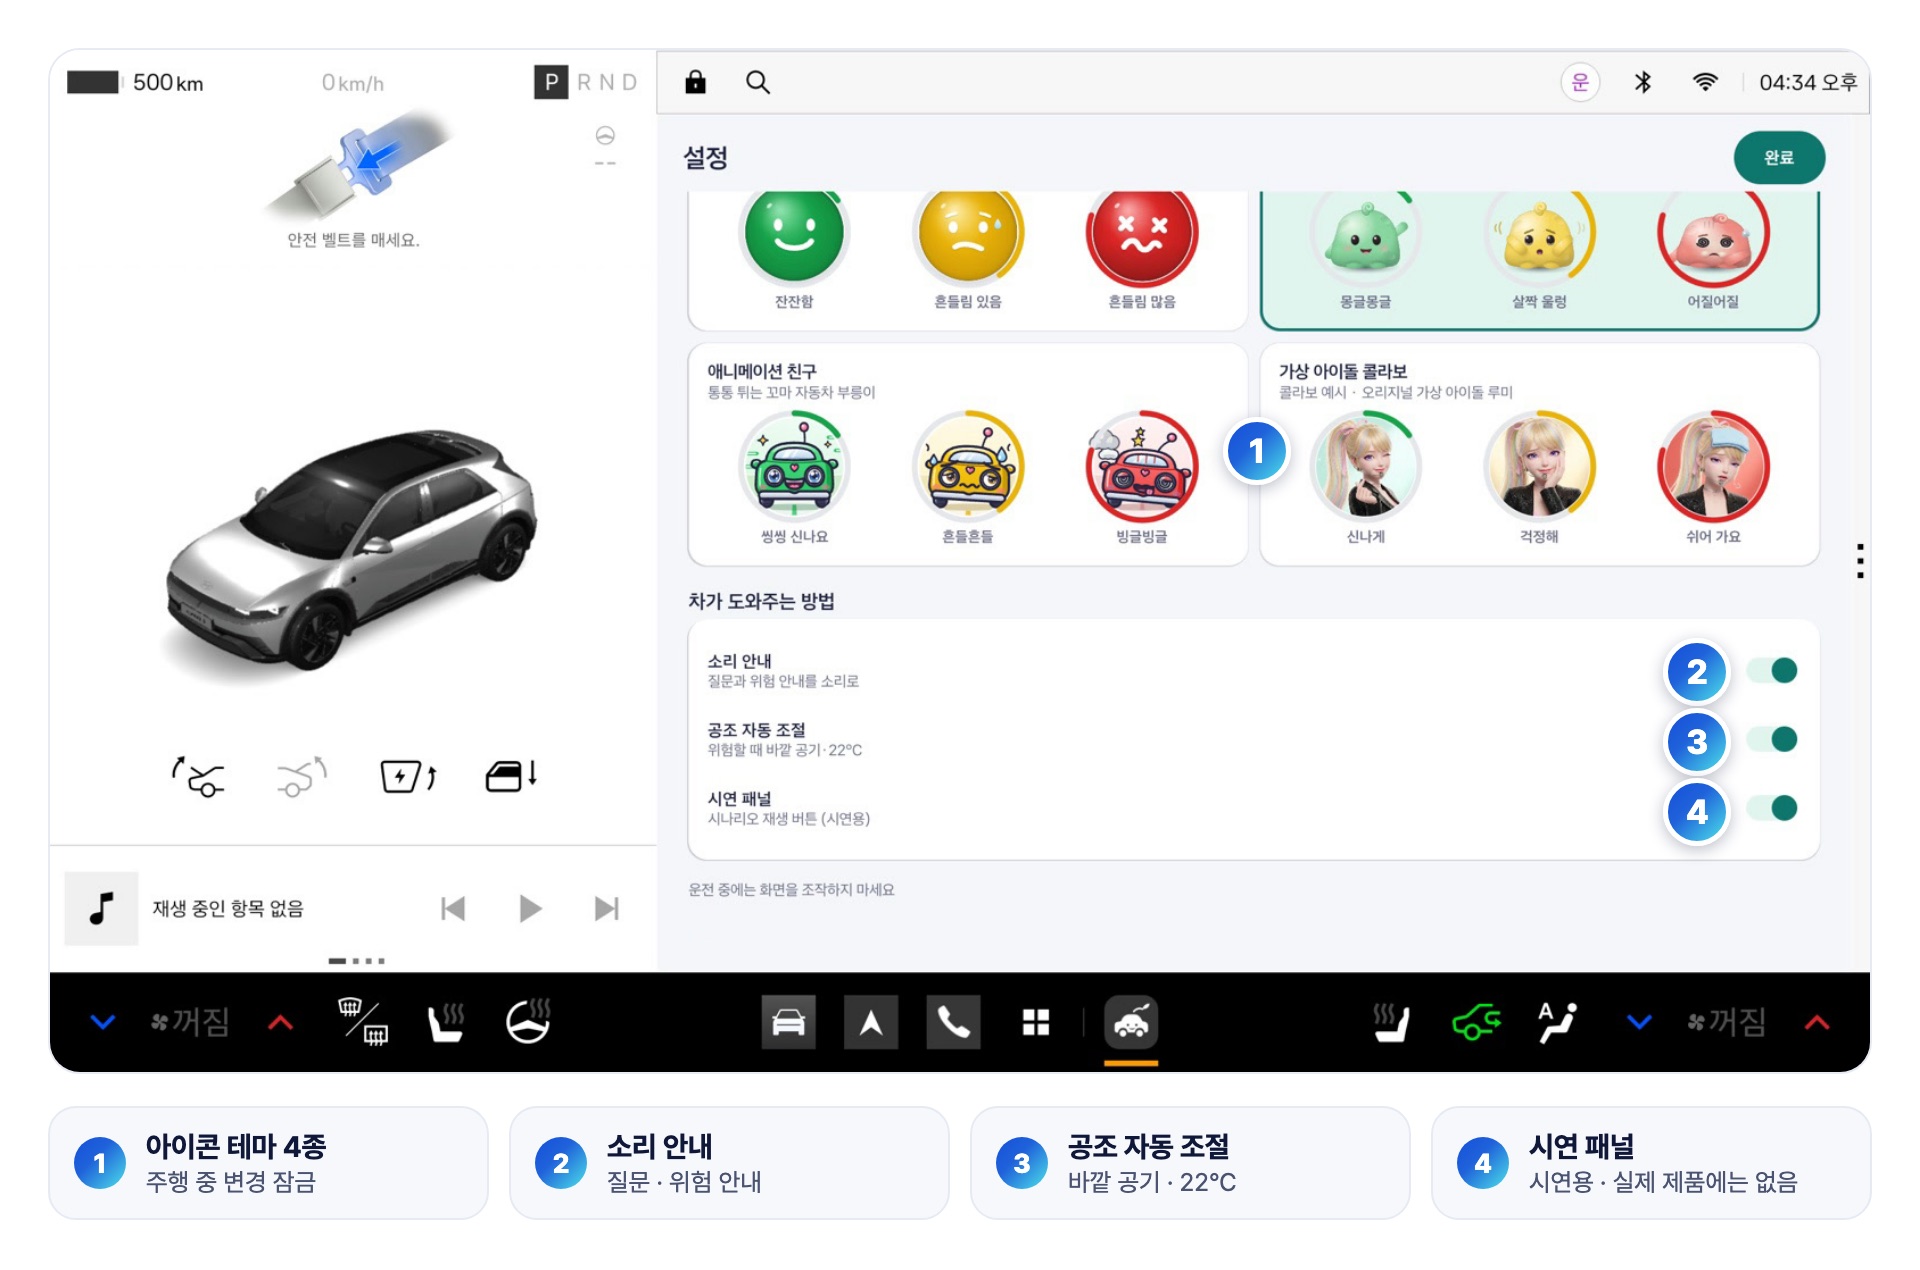 500 km
0 km/h
P R N D
운
04:34 오후
안전 벨트를 매세요.
설정
완료
잔잔함
흔들림 있음
흔들림 많음
몽글몽글
살짝 울렁
어질어질
애니메이션 친구
통통 튀는 꼬마 자동차 부릉이
씽씽 신나요
흔들흔들
빙글빙글
가상 아이돌 콜라보
콜라보 예시 · 오리지널 가상 아이돌 루미
1
신나게
걱정해
쉬어 가요
차가 도와주는 방법
소리 안내
질문과 위험 안내를 소리로
2
공조 자동 조절
위험할 때 바깥 공기·22°C
3
시연 패널
시나리오 재생 버튼 (시연용)
4
운전 중에는 화면을 조작하지 마세요
재생 중인 항목 없음
꺼짐
A
꺼짐
1
아이콘 테마 4종
주행 중 변경 잠금
2
소리 안내
질문 · 위험 안내
3
공조 자동 조절
바깥 공기 · 22°C
4
시연 패널
시연용 · 실제 제품에는 없음